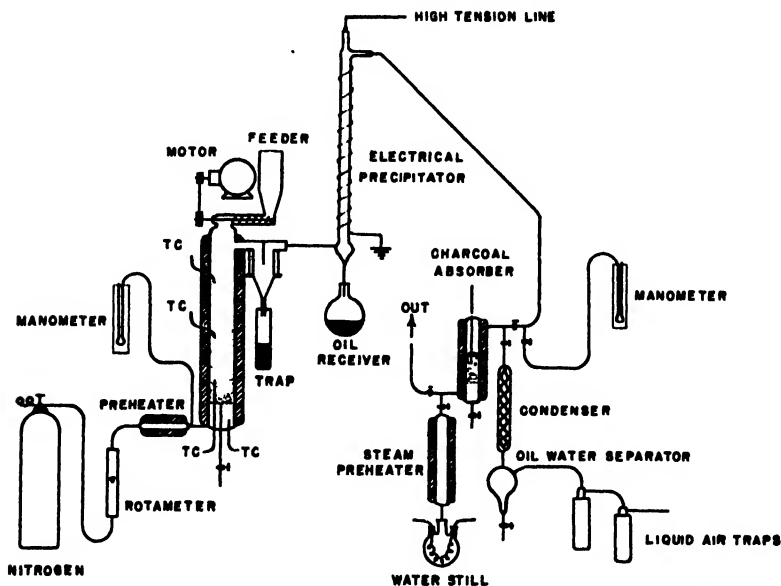 HIGH TENSION LINE
FEEDER
MOTOR
ELECTRICAL
PRECIPITATOR
TC
CHARCOAL
ABSORBER
TC
OUT
MANOMETER
MANOMETER
OIL
RECEIVER
TRAP
PREHEATER
CONDENSER
TC
TC
STEAM
PREHEATER
OIL WATER SEPARATOR
ROTAMETER
LIQUID AIR TRAPS
NITROGEN
WATER STILL